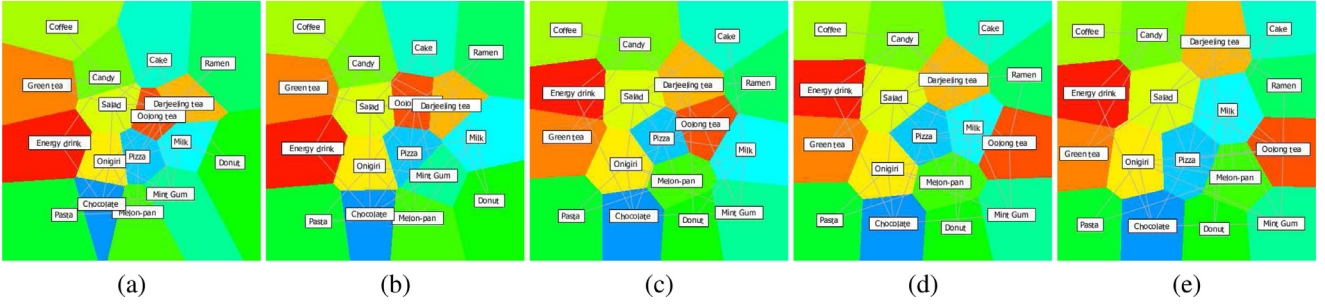 Coffee
Cake
Ramen
Candy
Green tea
Salad
Darjeeling tea
Oolong tea
Energy drink
Milk
Pizza
Onigiri
Donut
Mint Gum
Chocolate
Pasta
Melon-pan
(a)
Coffee
Cake
Ramen
Candy
Green tea
Salad
Oolo
Darjeeling tea
Milk
Energy drink
Pizza
Onigiri
Mint Gum
Donut
Chocolate
Pasta
Melon-pan
(b)
Coffee
Candy
Cake
Ramen
Darjeeling tea
Energy drink
Salad
Oolong tea
Green tea
Pizza
Milk
Melon-pan
Pasta
Chocolate
Donut
Mint Gum
(c)
Coffee
Cake
Candy
Ramen
Darjeeling tea
Energy drink
Salad
Milk
Pizza
Green tea
Oolong tea
Onigiri
Melon-pan
Pasta
Chocolate
Donut
Mint Gum
(d)
Coffee
Candy
Cake
Darjeeling tea
Ramen
Energy drink
Salad
Milk
Green tea
Onigiri
Pizza
Oolong tea
Melon-pan
Pasta
Chocolate
Donut
Mint Gum
(e)